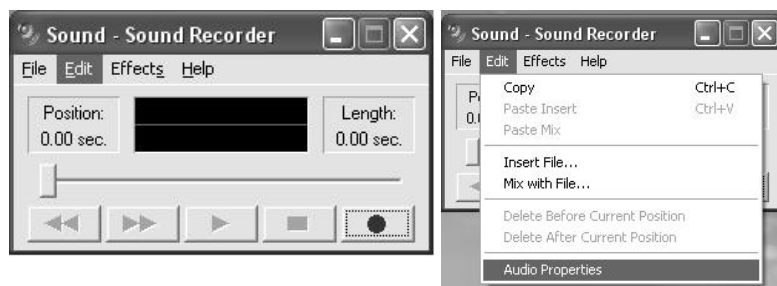 Sound - Sound Recorder
File Edit Effects Help
Position:
0.00 sec.
Length:
0.00 sec.
Sound - Sound Recorder
File Edit Effects Help
Copy Ctrl+C
Paste Insert Ctrl+V
Paste Mix
Insert File...
Mix with File...
Delete Before Current Position
Delete After Current Position
Audio Properties